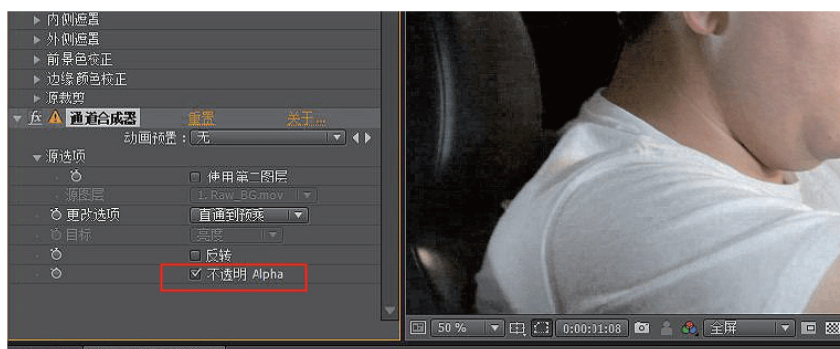 内侧遮罩
外侧遮罩
前景色校正
边缘颜色校正
源裁剪
fx 通道合成器 重置 关于...
动画预置： 无
源选项
使用第二图层
源图层 1. Raw_BG.mov
更改选项 直通到预乘
目标 亮度
反转
不透明 Alpha
50 % 0:00:01:08 全屏